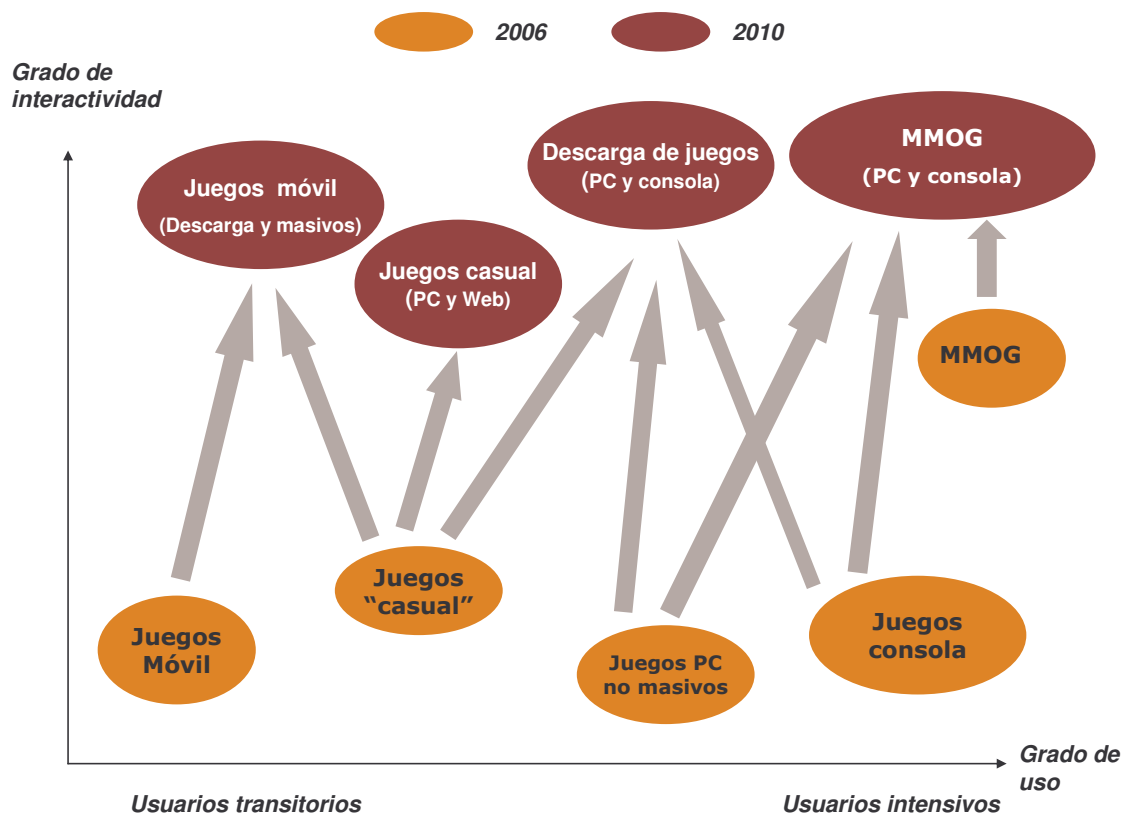 2006
2010
Grado de
interactividad
Juegos móvil
(Descarga y masivos)
Juegos casual
(PC y Web)
Descarga de juegos
(PC y consola)
MMOG
(PC y consola)
MMOG
Juegos
Móvil
Juegos
“casual”
Juegos PC
no masivos
Juegos
consola
Grado de
uso
Usuarios transitorios
Usuarios intensivos